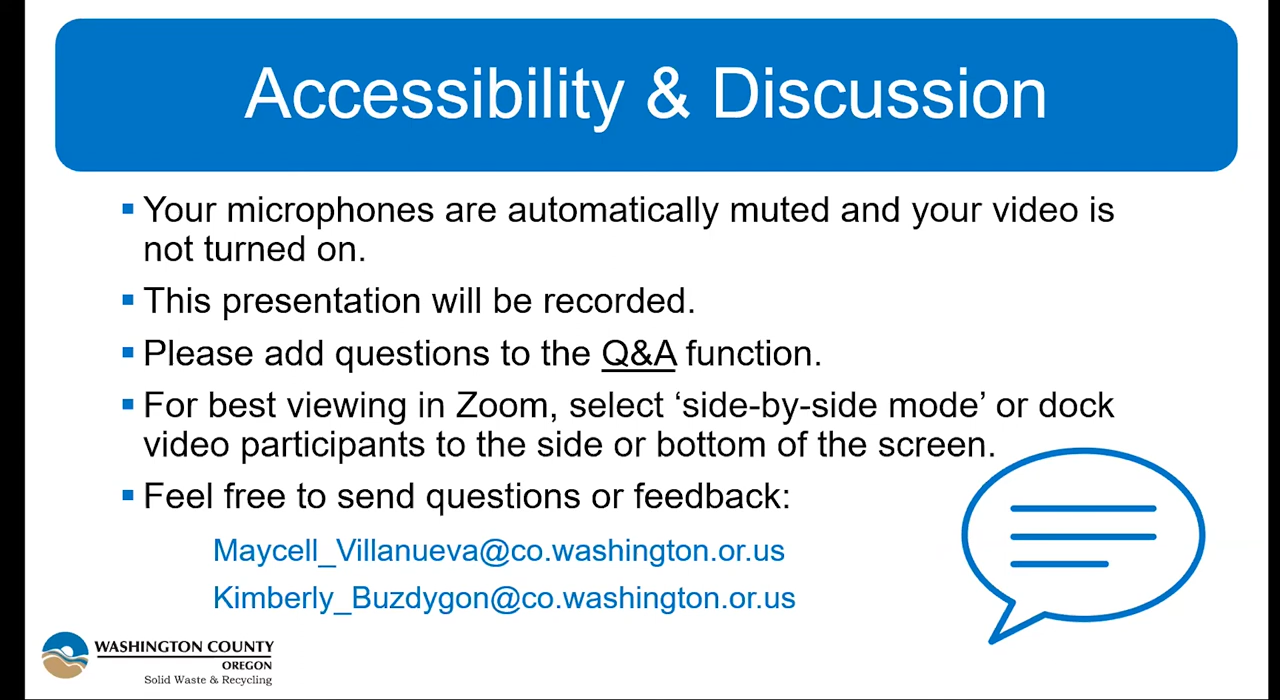 Accessibility & Discussion
Your microphones are automatically muted and your video is
not turned on.
This presentation will be recorded.
Please add questions to the Q&A function.
For best viewing in Zoom, select ‘side-by-side mode’ or dock
video participants to the side or bottom of the screen.
Feel free to send questions or feedback:
Maycell_Villanueva@co.washington.or.us
Kimberly_Buzdygon@co.washington.or.us
WASHINGTON COUNTY
OREGON
Solid Waste & Recycling